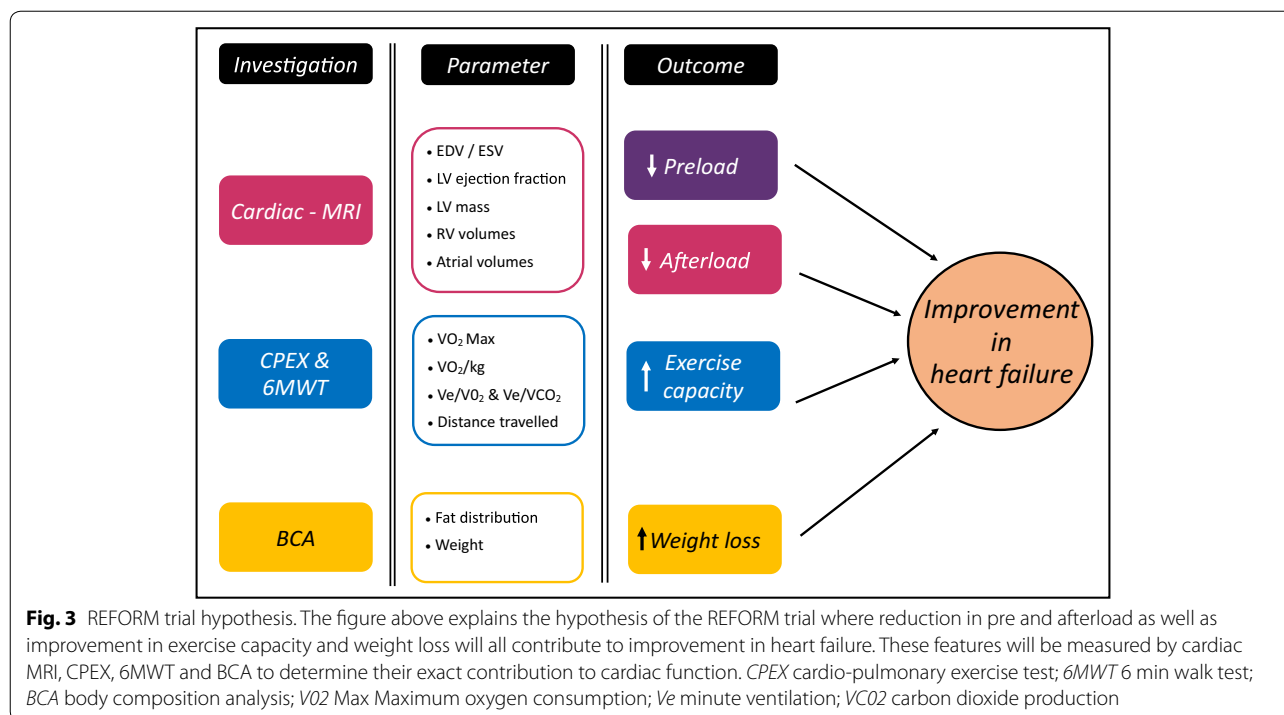 Investigation
Parameter
Outcome
Cardiac - MRI
• EDV / ESV
• LV ejection fraction
• LV mass
• RV volumes
• Atrial volumes
↓ Preload
↓ Afterload
CPEX &
6MWT
• VO₂ Max
• VO₂/kg
• Ve/V0₂ & Ve/VCO₂
• Distance travelled
↑ Exercise
capacity
BCA
• Fat distribution
• Weight
↑ Weight loss
Improvement
in
heart failure
Fig. 3 REFORM trial hypothesis. The figure above explains the hypothesis of the REFORM trial where reduction in pre and afterload as well as
improvement in exercise capacity and weight loss will all contribute to improvement in heart failure. These features will be measured by cardiac
MRI, CPEX, 6MWT and BCA to determine their exact contribution to cardiac function. CPEX cardio-pulmonary exercise test; 6MWT 6 min walk test;
BCA body composition analysis; V02 Max Maximum oxygen consumption; Ve minute ventilation; VC02 carbon dioxide production